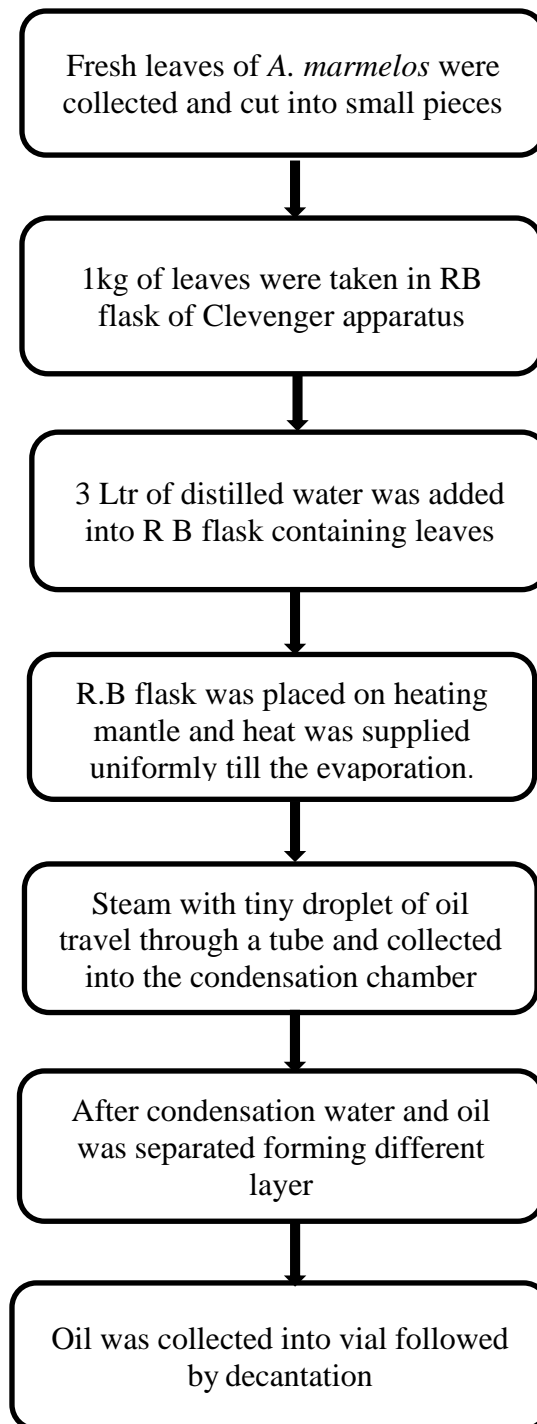 Fresh leaves of A. marmelos were
collected and cut into small pieces
1kg of leaves were taken in RB
flask of Clevenger apparatus
3 Ltr of distilled water was added
into R B flask containing leaves
R.B flask was placed on heating
mantle and heat was supplied
uniformly till the evaporation.
Steam with tiny droplet of oil
travel through a tube and collected
into the condensation chamber
After condensation water and oil
was separated forming different
layer
Oil was collected into vial followed
by decantation